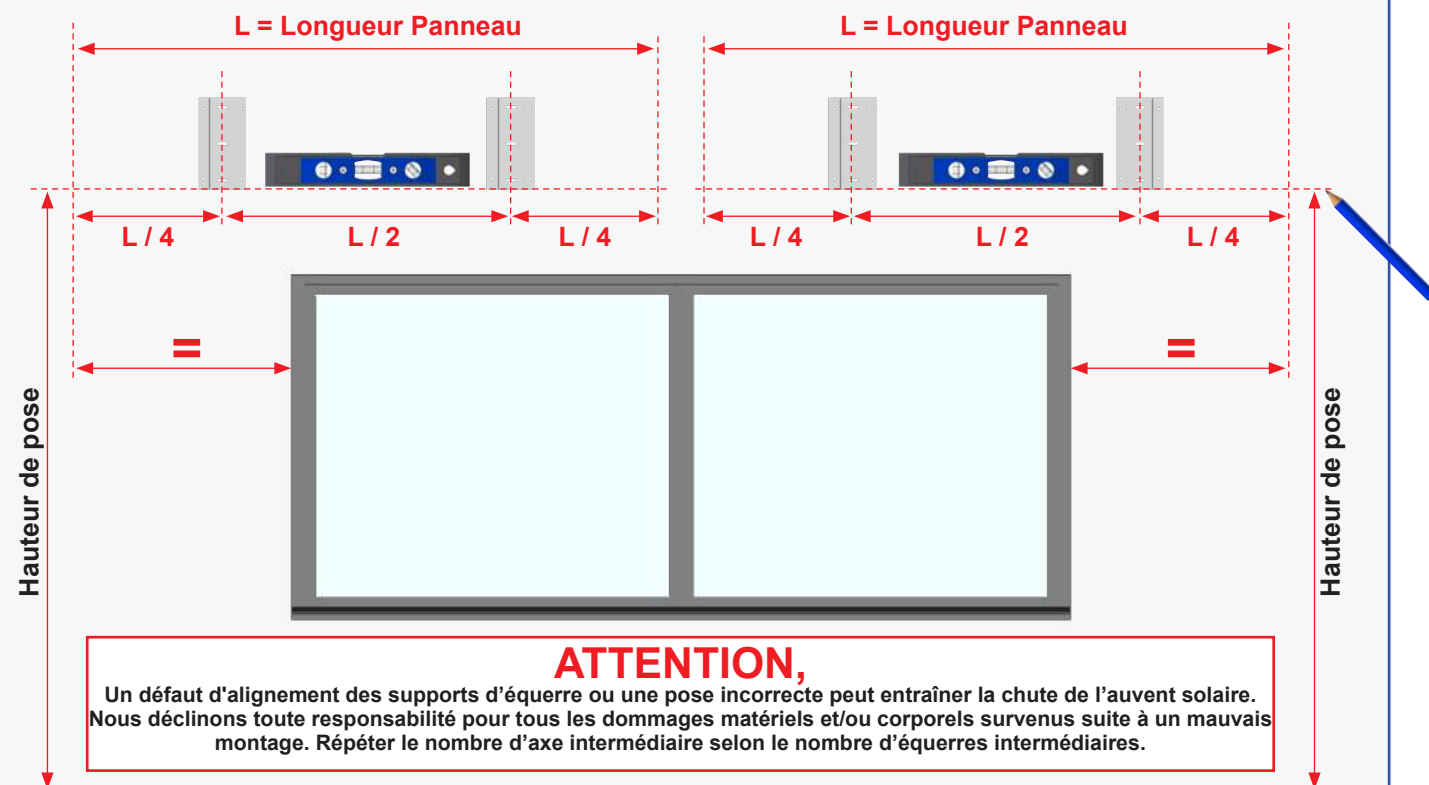 L = Longueur Panneau
L = Longueur Panneau
L / 4
L / 2
L / 4
L / 4
L / 2
L / 4
=
=
Hauteur de pose
Hauteur de pose
ATTENTION,
Un défaut d'alignement des supports d’équerre ou une pose incorrecte peut entraîner la chute de l’auvent solaire.
Nous déclinons toute responsabilité pour tous les dommages matériels et/ou corporels survenus suite à un mauvais
montage. Répéter le nombre d’axe intermédiaire selon le nombre d’équerres intermédiaires.